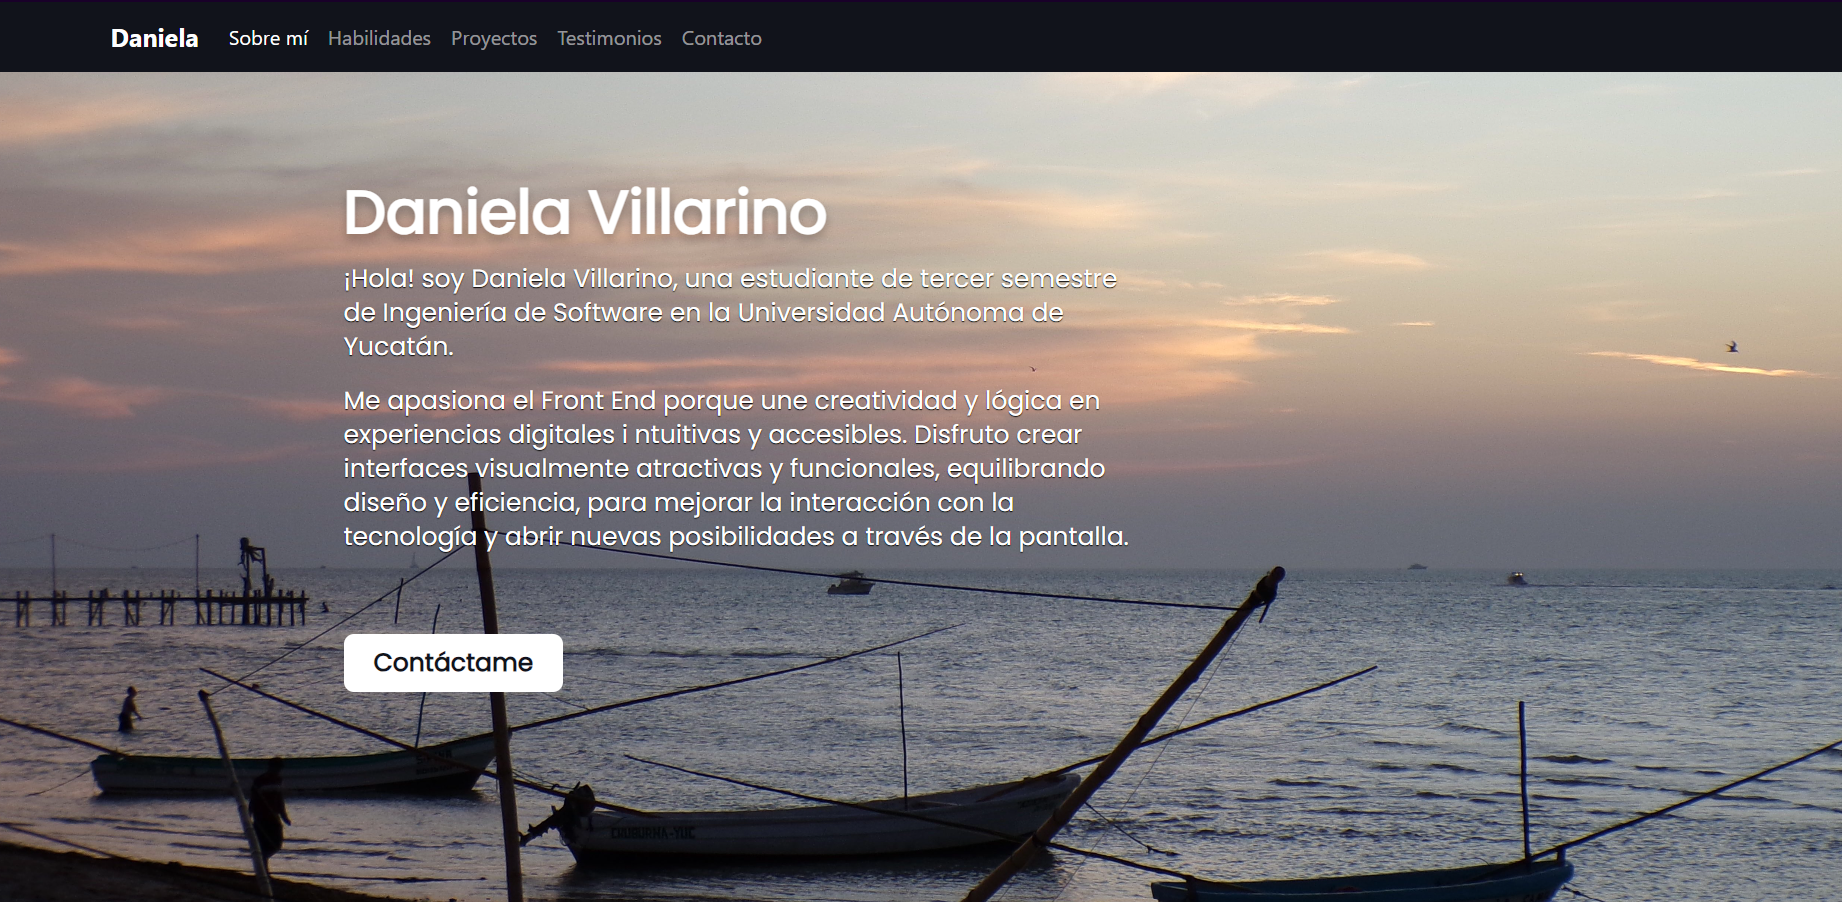 Daniela Sobre mí Habilidades Proyectos Testimonios Contacto
Daniela Villarino
¡Hola! soy Daniela Villarino, una estudiante de tercer semestre
de Ingeniería de Software en la Universidad Autónoma de
Yucatán.
Me apasiona el Front End porque une creatividad y lógica en
experiencias digitales i ntuitivas y accesibles. Disfruto crear
interfaces visualmente atractivas y funcionales, equilibrando
diseño y eficiencia, para mejorar la interacción con la
tecnología y abrir nuevas posibilidades a través de la pantalla.
Contáctame
CHUBURNA-YUC